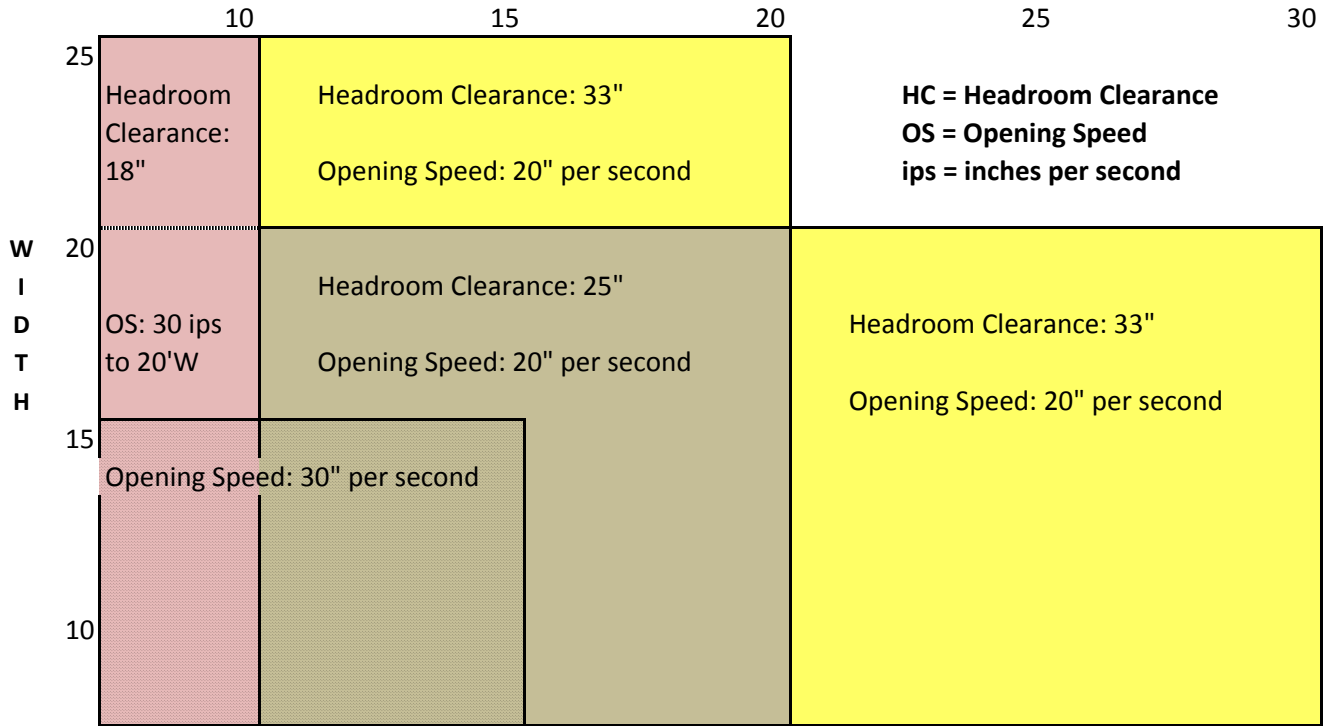 10 15 20 25 30
25
Headroom Clearance: 18"
Headroom Clearance: 33"
Opening Speed: 20" per second
HC = Headroom Clearance
OS = Opening Speed
ips = inches per second
WIDTH
20
OS: 30 ips
to 20'W
Headroom Clearance: 25"
Opening Speed: 20" per second
Headroom Clearance: 33"
Opening Speed: 20" per second
15
Opening Speed: 30" per second
10